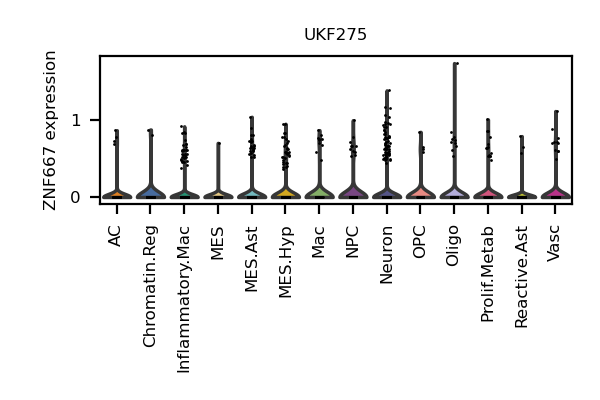 UKF275
ZNF667 expression
1
0
AC
Chromatin.Reg
Inflammatory.Mac
MES
MES.Ast
MES.Hyp
Mac
NPC
Neuron
OPC
Oligo
Prolif.Metab
Reactive.Ast
Vasc